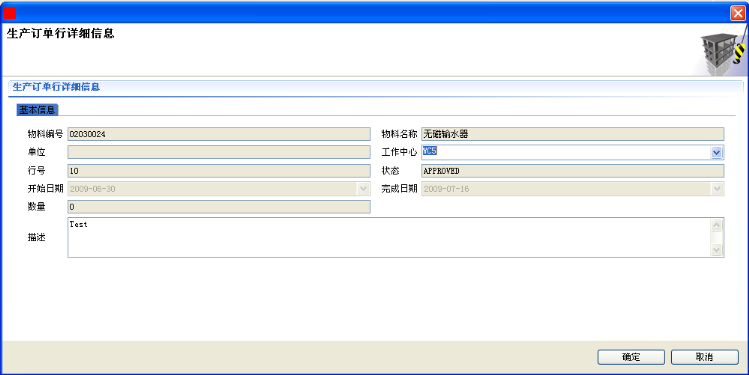 生产订单行详细信息
生产订单行详细信息
基本信息
物料编号 02030024 物料名称 无磁输水器
单位 工作中心 WC5
行号 10 状态 APPROVED
开始日期 2009-06-30 完成日期 2009-07-16
数量 0
Test
描述
确定 取消